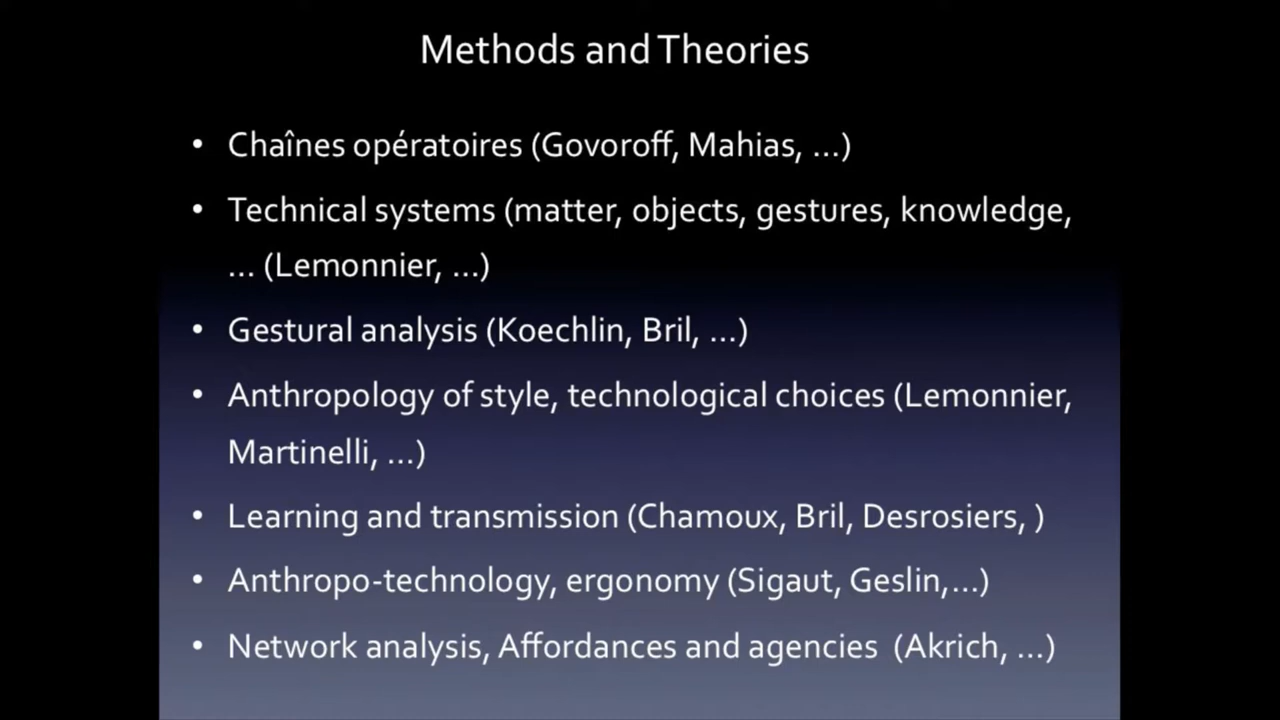 Methods and Theories
• Chaînes opératoires (Govoroff, Mahias, ...)
• Technical systems (matter, objects, gestures, knowledge,
... (Lemonnier, ...)
• Gestural analysis (Koechlin, Bril, ...)
• Anthropology of style, technological choices (Lemonnier,
Martinelli, ...)
• Learning and transmission (Chamoux, Bril, Desrosiers, )
• Anthropo-technology, ergonomy (Sigaut, Geslin,...)
• Network analysis, Affordances and agencies (Akrich, ...)